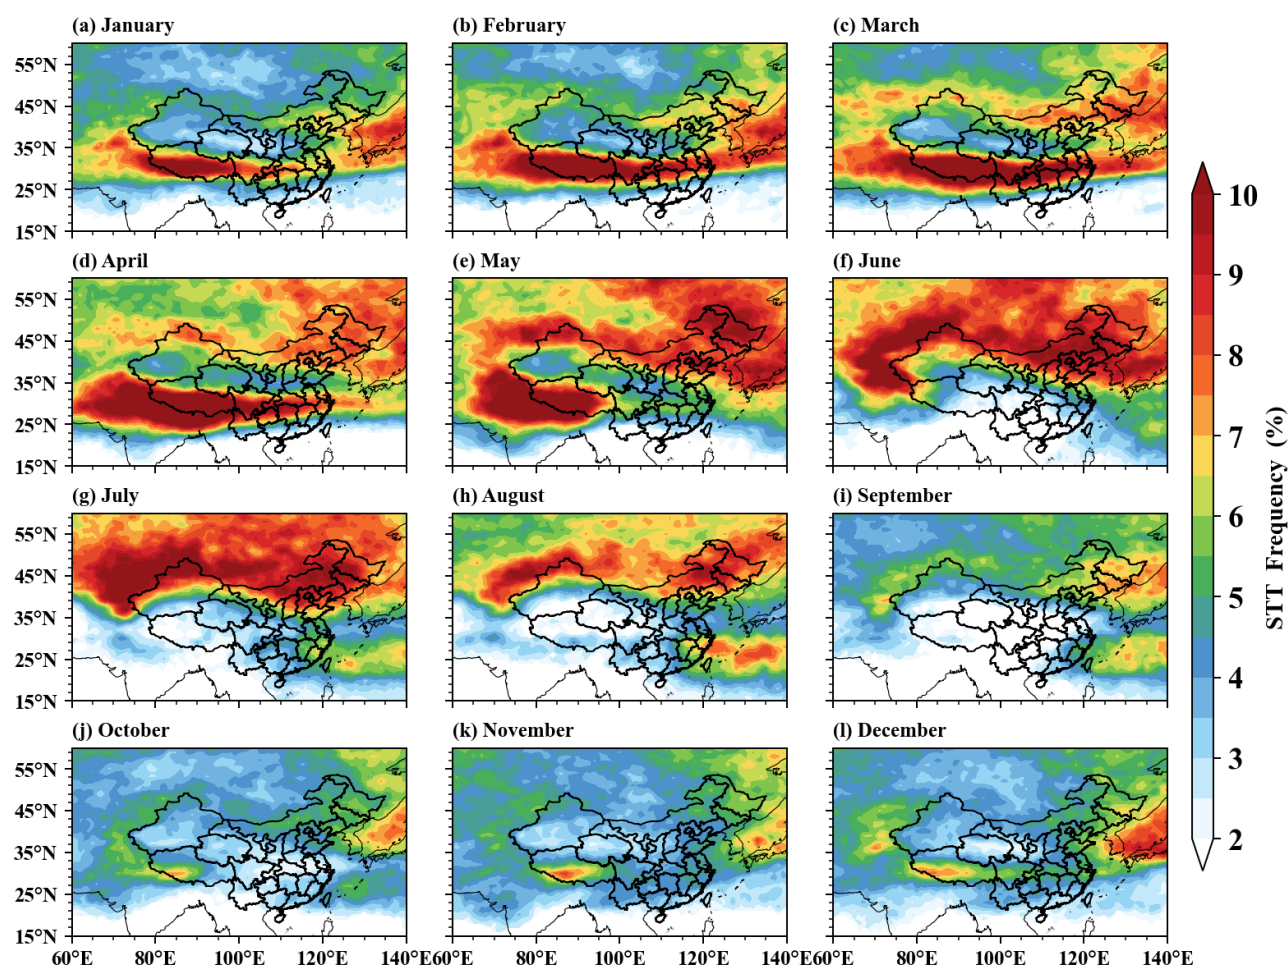 (a) January
(b) February
(c) March
55°N
45°N
35°N
25°N
15°N
(d) April
(e) May
(f) June
55°N
45°N
35°N
25°N
15°N
(g) July
(h) August
(i) September
55°N
45°N
35°N
25°N
15°N
(j) October
(k) November
(l) December
55°N
45°N
35°N
25°N
15°N
60°E 80°E 100°E 120°E 140°E
60°E 80°E 100°E 120°E 140°E
60°E 80°E 100°E 120°E 140°E
10
9
8
7
6
5
4
3
2
STT Frequency (%)